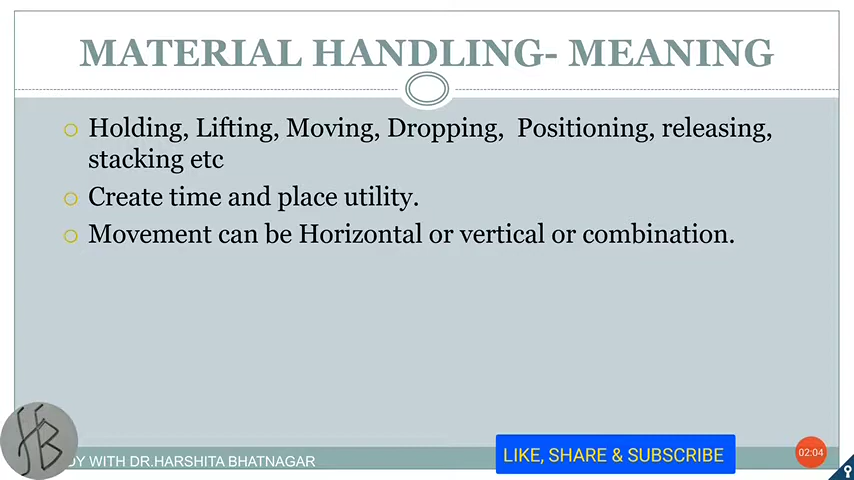 MATERIAL HANDLING- MEANING
Holding, Lifting, Moving, Dropping, Positioning, releasing,
stacking etc
Create time and place utility.
Movement can be Horizontal or vertical or combination.
HB
WITH DR.HARSHITA BHATNAGAR
LIKE, SHARE & SUBSCRIBE
02:04